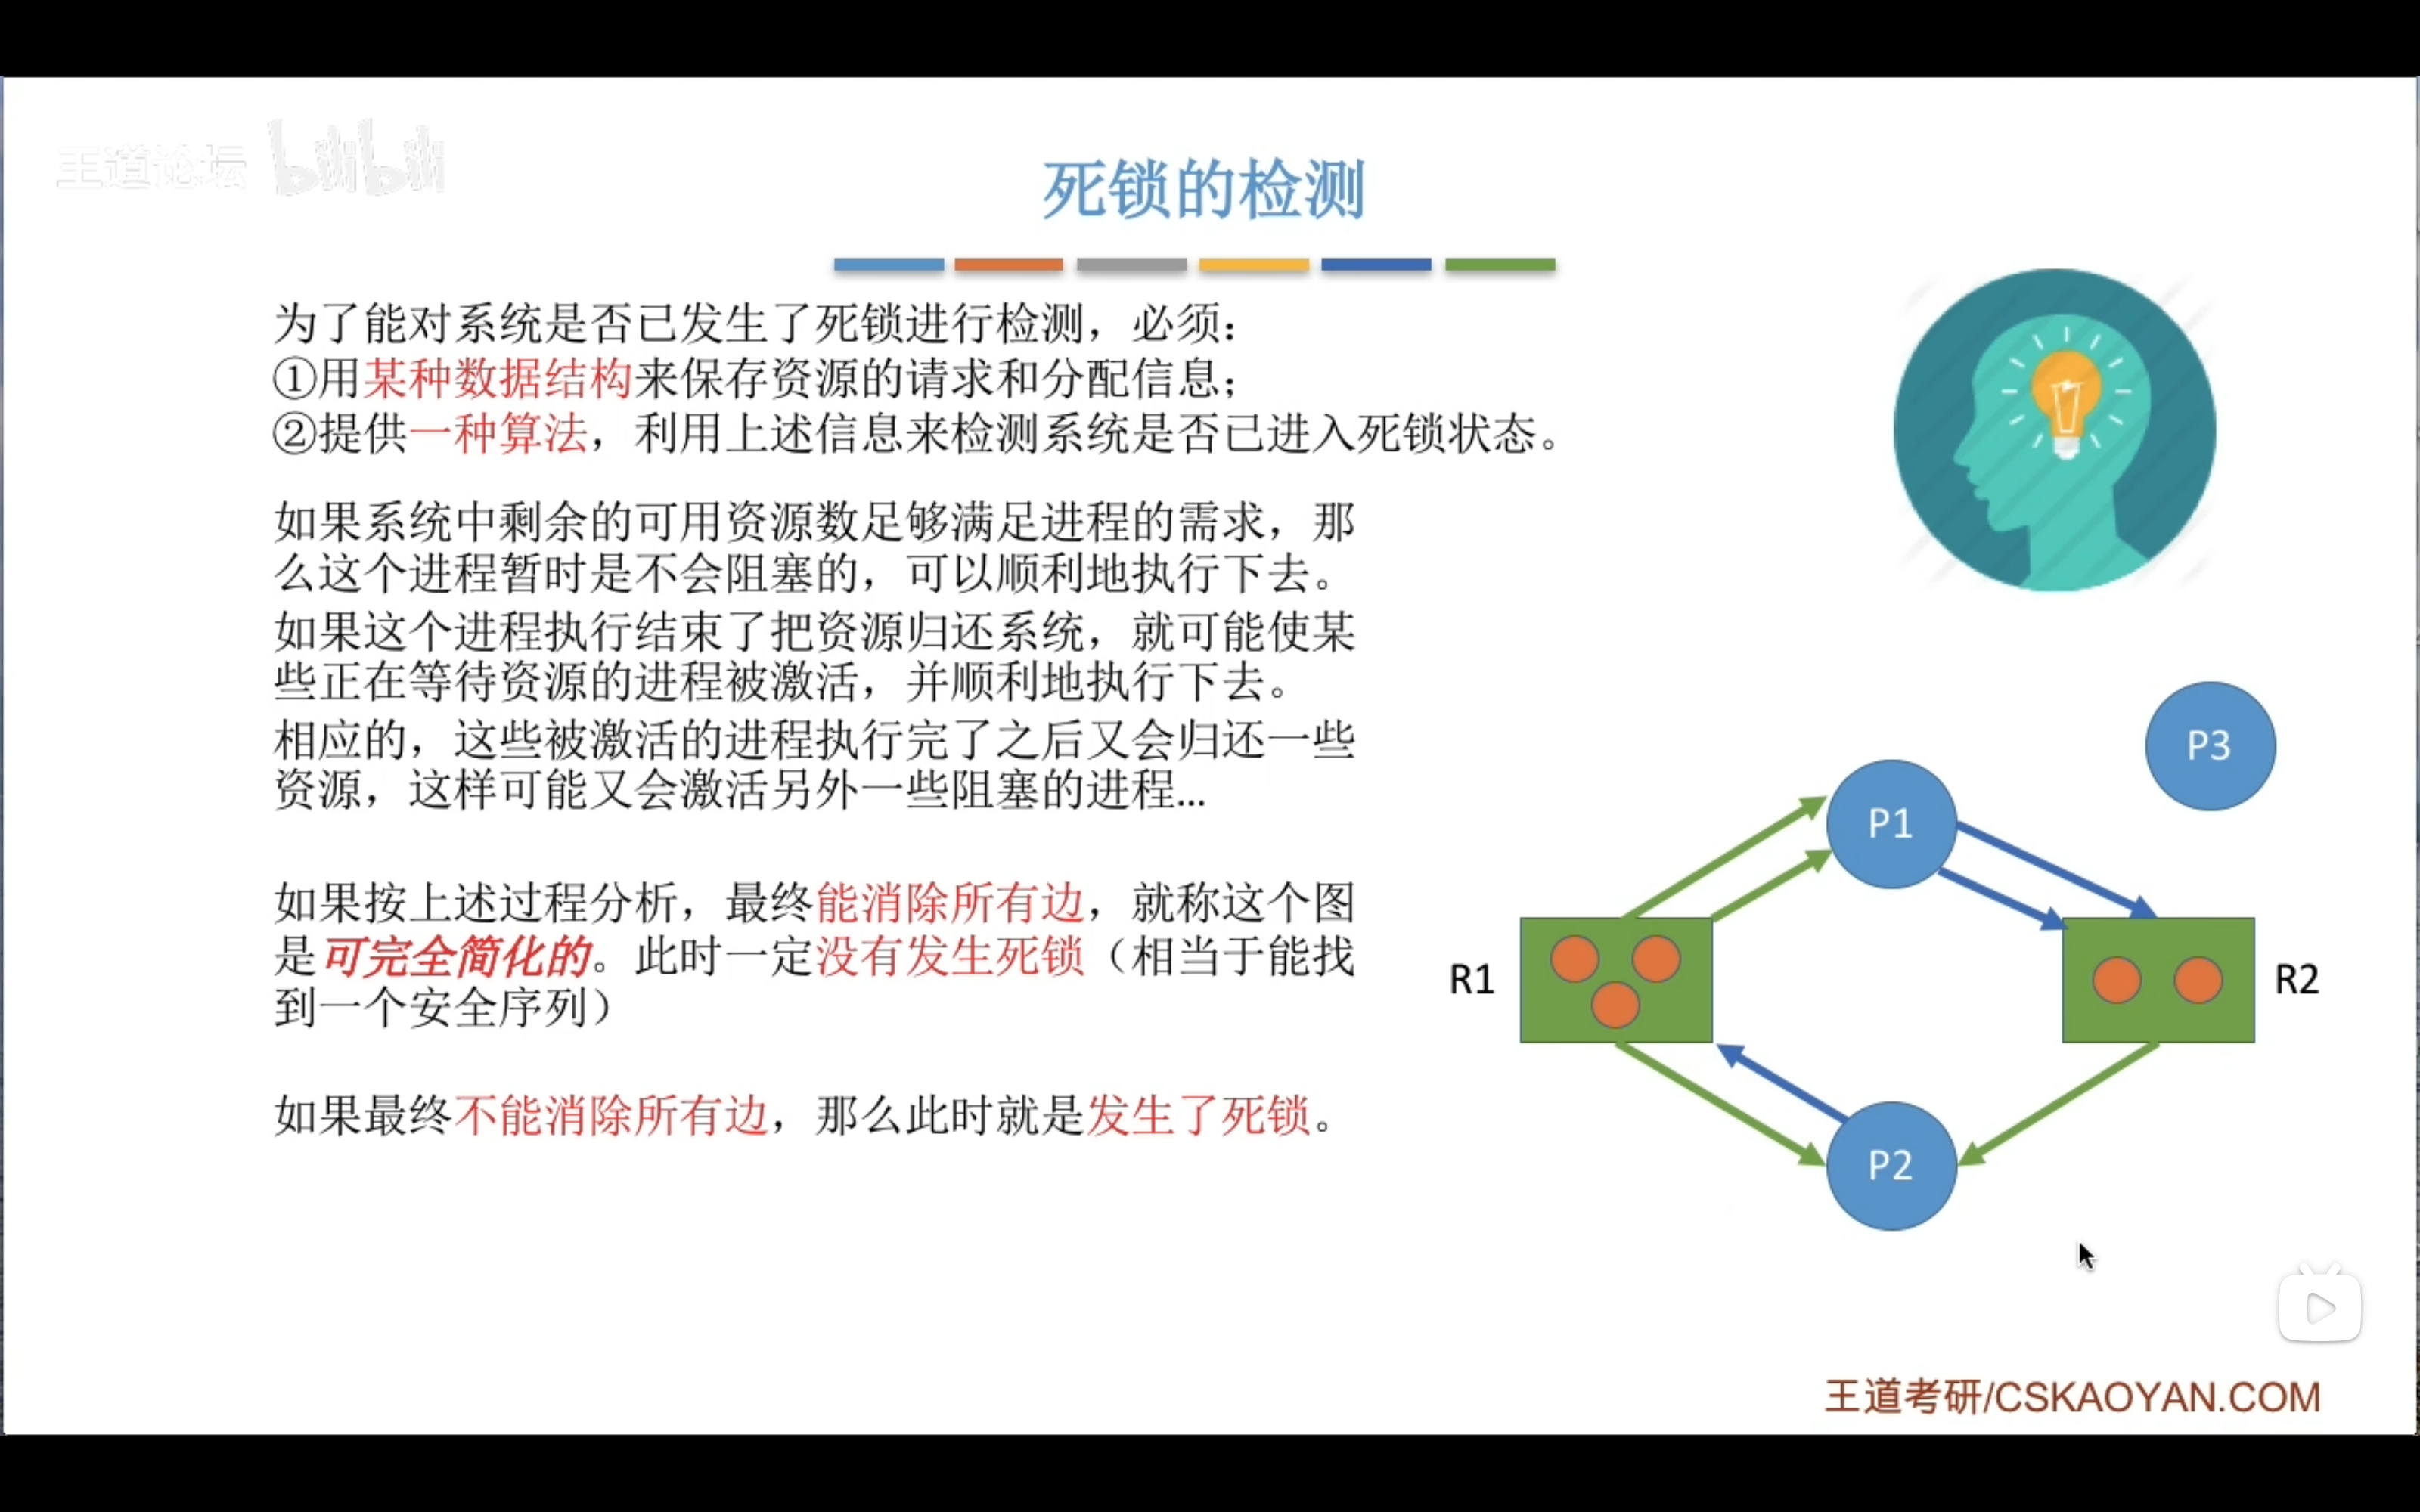 王道论坛 bilibili
死锁的检测
为了能对系统是否已发生了死锁进行检测，必须：
①用某种数据结构来保存资源的请求和分配信息；
②提供一种算法，利用上述信息来检测系统是否已进入死锁状态。
如果系统中剩余的可用资源数足够满足进程的需求，那
么这个进程暂时是不会阻塞的，可以顺利地执行下去。
如果这个进程执行结束了把资源归还系统，就可能使某
些正在等待资源的进程被激活，并顺利地执行下去。
相应的，这些被激活的进程执行完了之后又会归还一些
资源，这样可能又会激活另外一些阻塞的进程...
如果按上述过程分析，最终能消除所有边，就称这个图
是可完全简化的。此时一定没有发生死锁（相当于能找
到一个安全序列）
如果最终不能消除所有边，那么此时就是发生了死锁。
P3
P1
R1
R2
P2
王道考研/CSKAOYAN.COM